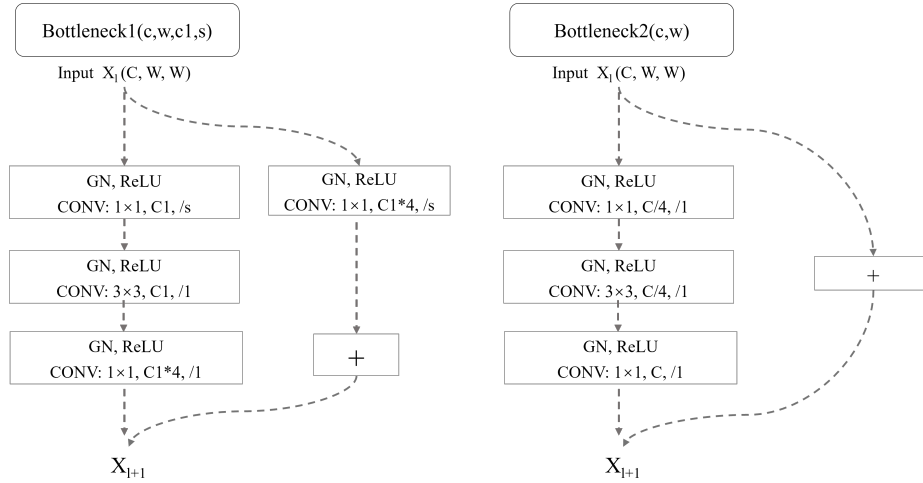 Bottleneck1(c,w,c1,s)
Input X_l (C, W, W)
GN, ReLU
CONV: 1×1, C1, /s
GN, ReLU
CONV: 3×3, C1, /1
GN, ReLU
CONV: 1×1, C1*4, /1
GN, ReLU
CONV: 1×1, C1*4, /s
+
X_{l+1}
Bottleneck2(c,w)
Input X_l (C, W, W)
GN, ReLU
CONV: 1×1, C/4, /1
GN, ReLU
CONV: 3×3, C/4, /1
GN, ReLU
CONV: 1×1, C, /1
+
X_{l+1}